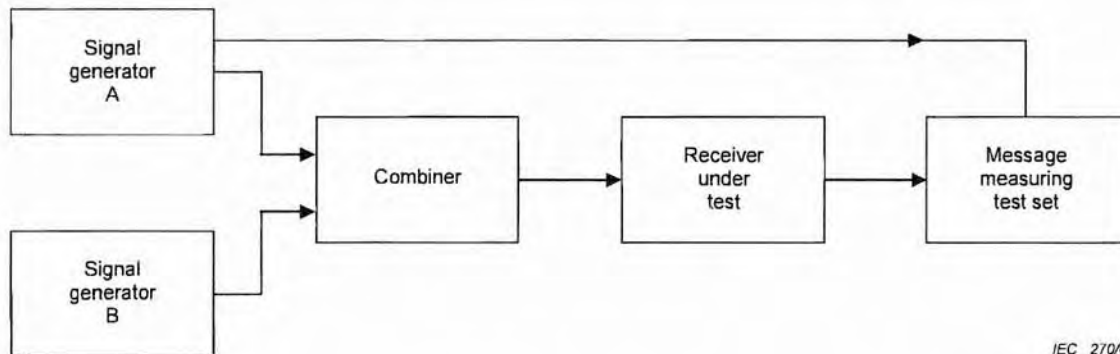 Signal
generator
A
Combiner
Receiver
under
test
Message
measuring
test set
Signal
generator
B
IEC 270/